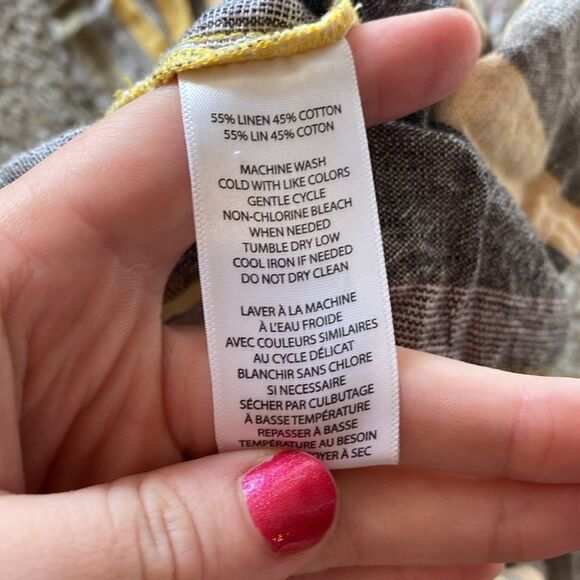 55% LINEN 45% COTTON
55% LIN 45% COTON
MACHINE WASH
COLD WITH LIKE COLORS
GENTLE CYCLE
NON-CHLORINE BLEACH
WHEN NEEDED
TUMBLE DRY LOW
COOL IRON IF NEEDED
DO NOT DRY CLEAN
LAVER À LA MACHINE
À L'EAU FROIDE
AVEC COULEURS SIMILAIRES
AU CYCLE DÉLICAT
BLANCHIR SANS CHLORE
SI NECESSAIRE
SÉCHER PAR CULBUTAGE
À BASSE TEMPÉRATURE
REPASSER À BASSE
TEMPÉRATURE AU BESOIN
À SEC